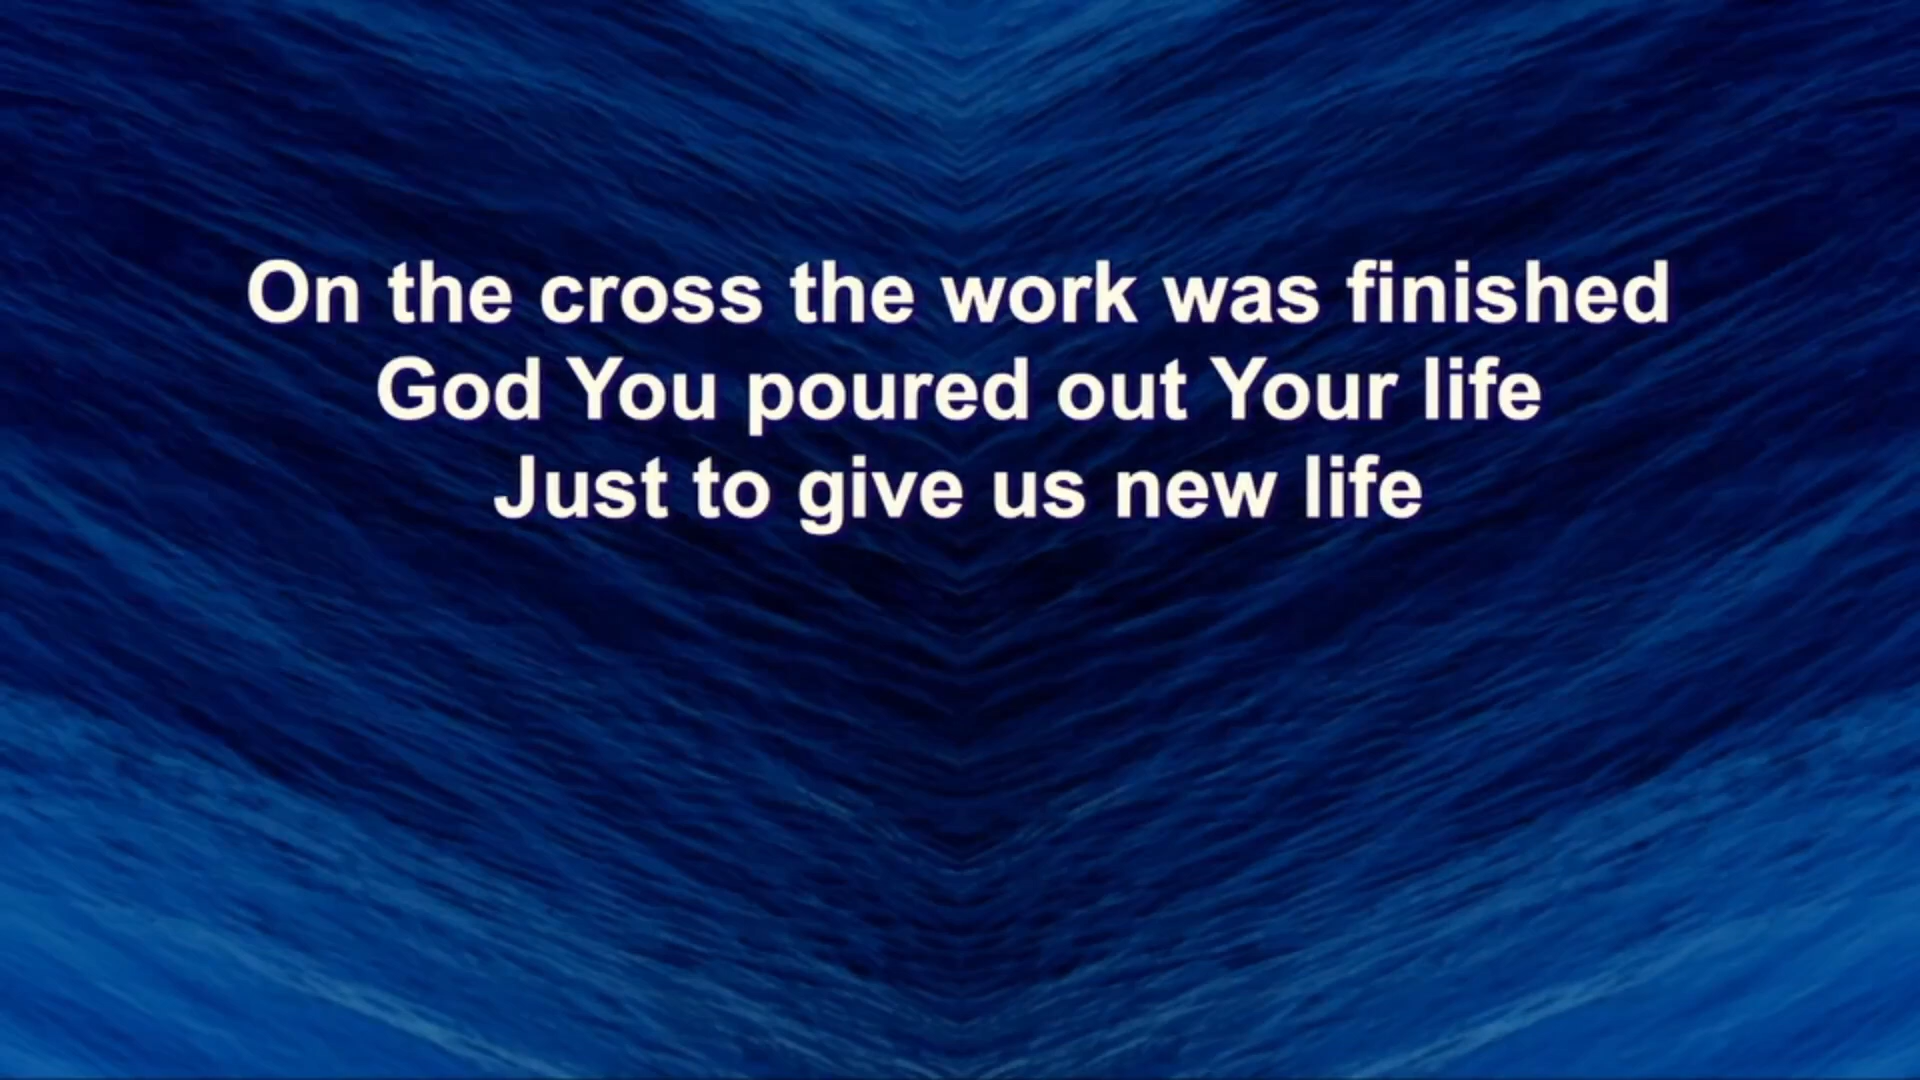 On the cross the work was finished
God You poured out Your life
Just to give us new life